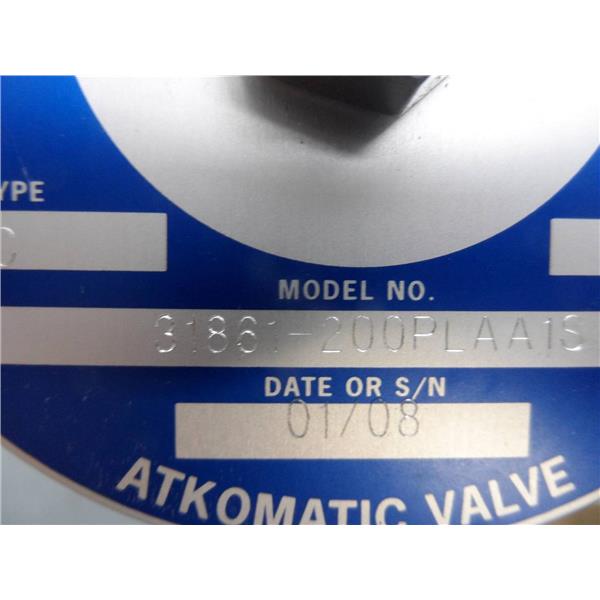 YPE
C
MODEL NO.
31861-200PLAA1S
DATE OR S/N
01/08
ATKOMATIC VALVE